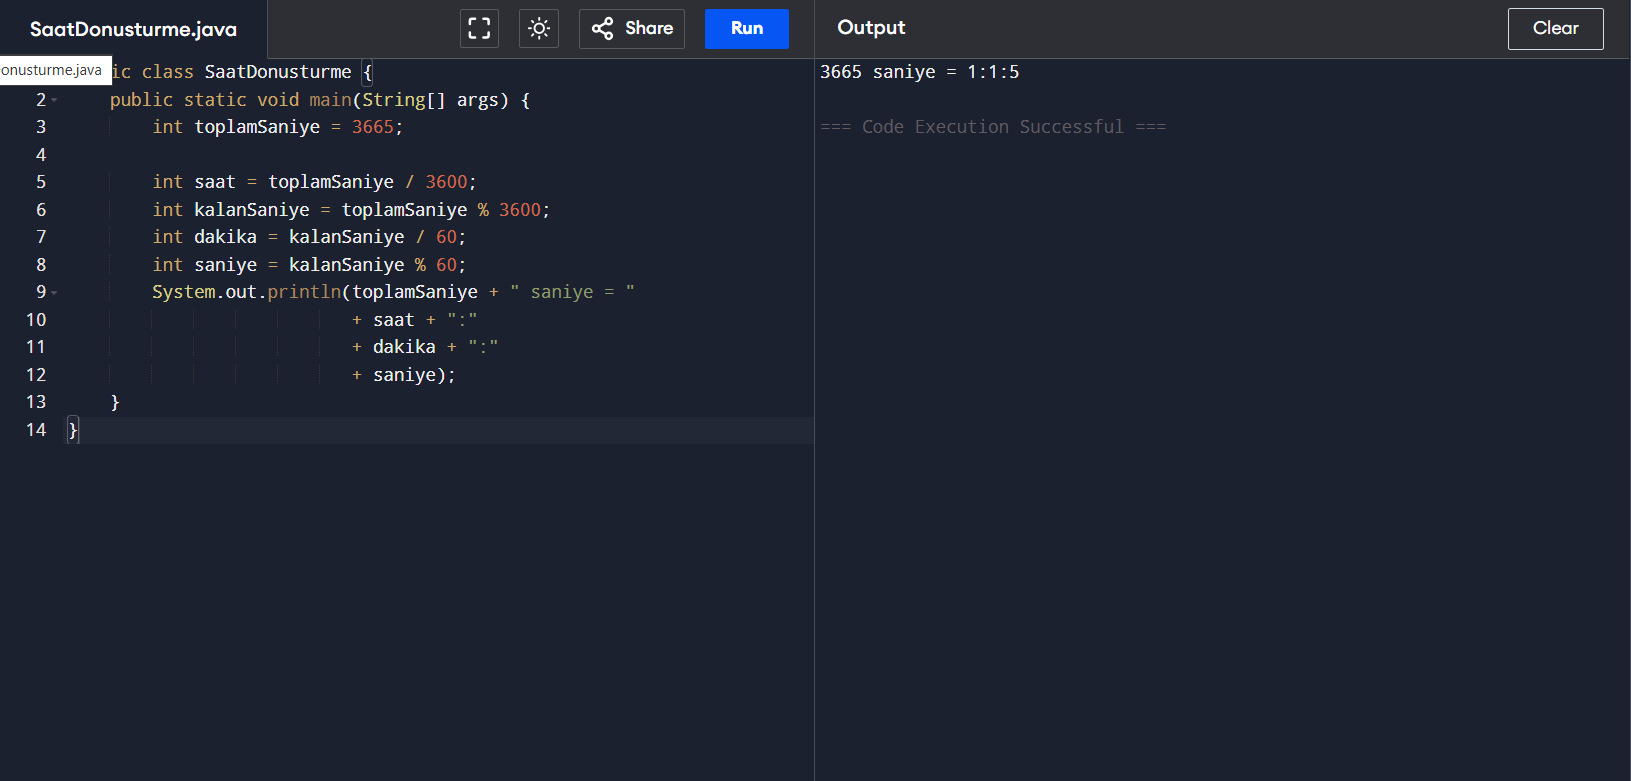 SaatDonusturme.java
Share
Run
Output
Clear
onusturme.java
ic class SaatDonusturme {
2 public static void main(String[] args) {
3 int toplamSaniye = 3665;
4
5 int saat = toplamSaniye / 3600;
6 int kalanSaniye = toplamSaniye % 3600;
7 int dakika = kalanSaniye / 60;
8 int saniye = kalanSaniye % 60;
9 System.out.println(toplamSaniye + " saniye = "
10 + saat + ":"
11 + dakika + ":"
12 + saniye);
13 }
14 }
3665 saniye = 1:1:5
=== Code Execution Successful ===